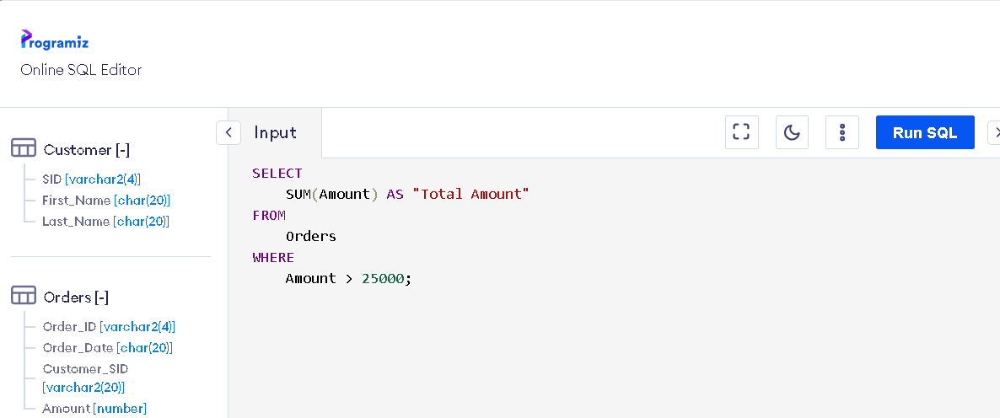 Programiz
Online SQL Editor
Input
Run SQL
Customer [-]
SID [varchar2(4)]
First_Name [char(20)]
Last_Name [char(20)]
Orders [-]
Order_ID [varchar2(4)]
Order_Date [char(20)]
Customer_SID
[varchar2(20)]
Amount [number]
SELECT
SUM(Amount) AS "Total Amount"
FROM
Orders
WHERE
Amount > 25000;